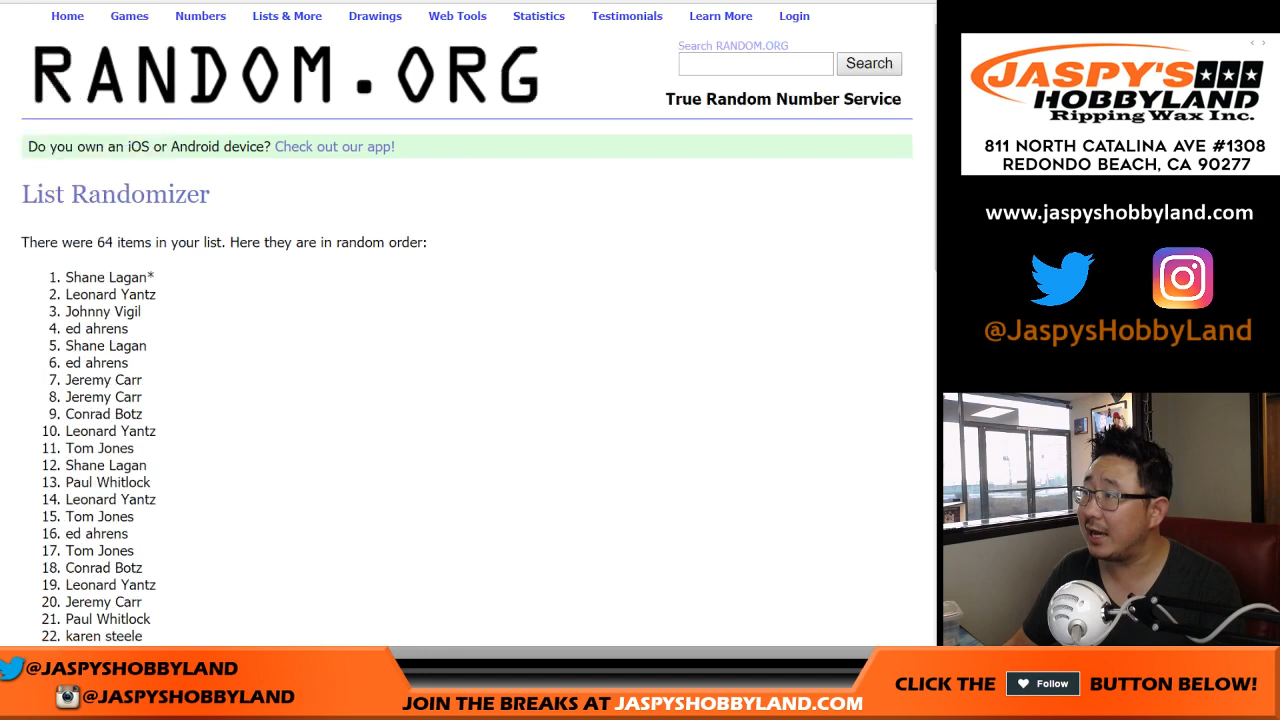 Home Games Numbers Lists & More Drawings Web Tools Statistics Testimonials Learn More Login
RANDOM.ORG
Search RANDOM.ORG
Search
True Random Number Service
Do you own an iOS or Android device? Check out our app!
List Randomizer
There were 64 items in your list. Here they are in random order:
1. Shane Lagan*
2. Leonard Yantz
3. Johnny Vigil
4. ed ahrens
5. Shane Lagan
6. ed ahrens
7. Jeremy Carr
8. Jeremy Carr
9. Conrad Botz
10. Leonard Yantz
11. Tom Jones
12. Shane Lagan
13. Paul Whitlock
14. Leonard Yantz
15. Tom Jones
16. ed ahrens
17. Tom Jones
18. Conrad Botz
19. Leonard Yantz
20. Jeremy Carr
21. Paul Whitlock
22. karen steele
JASPY'S
HOBBYLAND
Ripping Wax Inc.
811 NORTH CATALINA AVE #1308
REDONDO BEACH, CA 90277
www.jaspyshobbyland.com
@JaspysHobbyLand
@JASPYSHOBBYLAND
@JASPYSHOBBYLAND
JOIN THE BREAKS AT JASPYSHOBBYLAND.COM
CLICK THE Follow BUTTON BELOW!